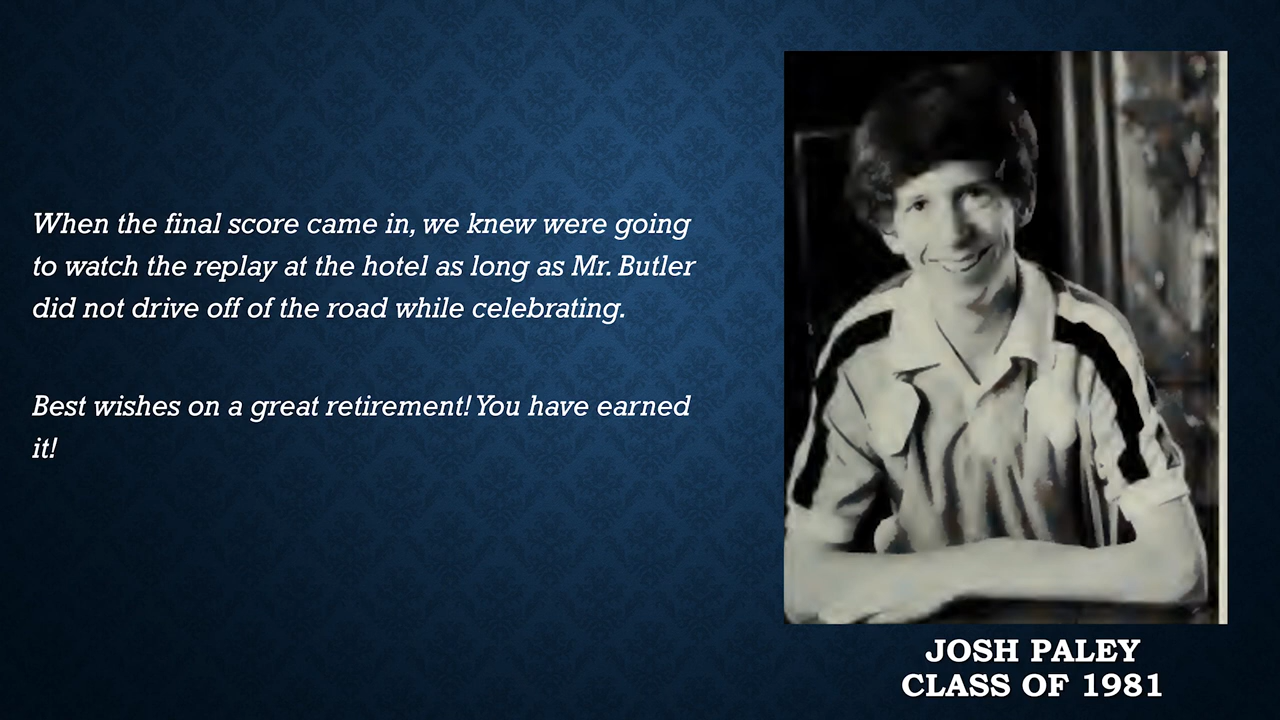 When the final score came in, we knew were going
to watch the replay at the hotel as long as Mr. Butler
did not drive off of the road while celebrating.
Best wishes on a great retirement! You have earned
it!
JOSH PALEY
CLASS OF 1981